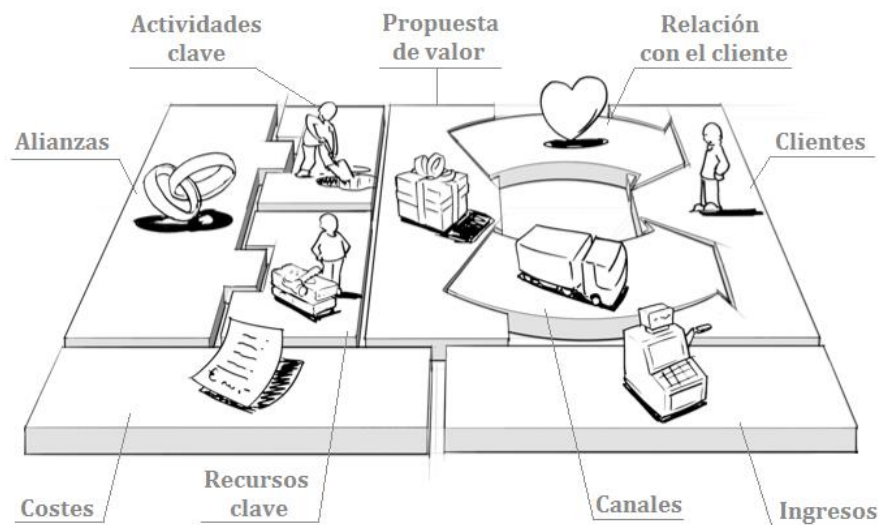 Actividades
clave
Propuesta
de valor
Relación
con el cliente
Alianzas
Clientes
Costes
Recursos
clave
Canales
Ingresos